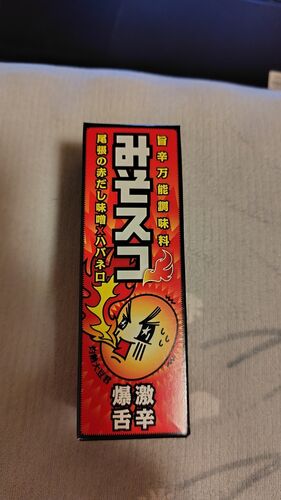 旨辛万能調味料
みそスコ
尾張の赤だし味噌×ハバネロ
激辛
爆舌